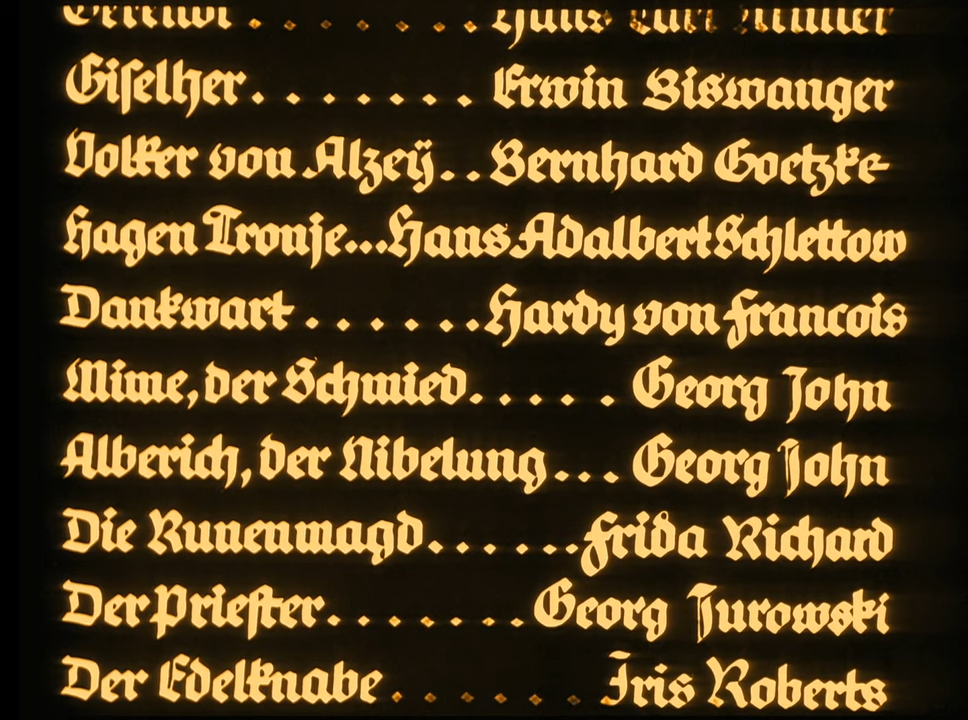 Giſelher . . . . . . . Erwin Biswanger
Volker von Alzeÿ . . Bernhard Goetzke
Hagen Tronje...Hans Adalbert Schlettow
Dankwart . . . . . . Hardy von Francois
Mime, der Schmied . . . . . Georg John
Alberich, der Nibelung . . . Georg John
Die Runenmagd . . . . . . Frida Richard
Der Prieſter . . . . . . . Georg Jurowski
Der Edelknabe . . . . . . Iris Roberts